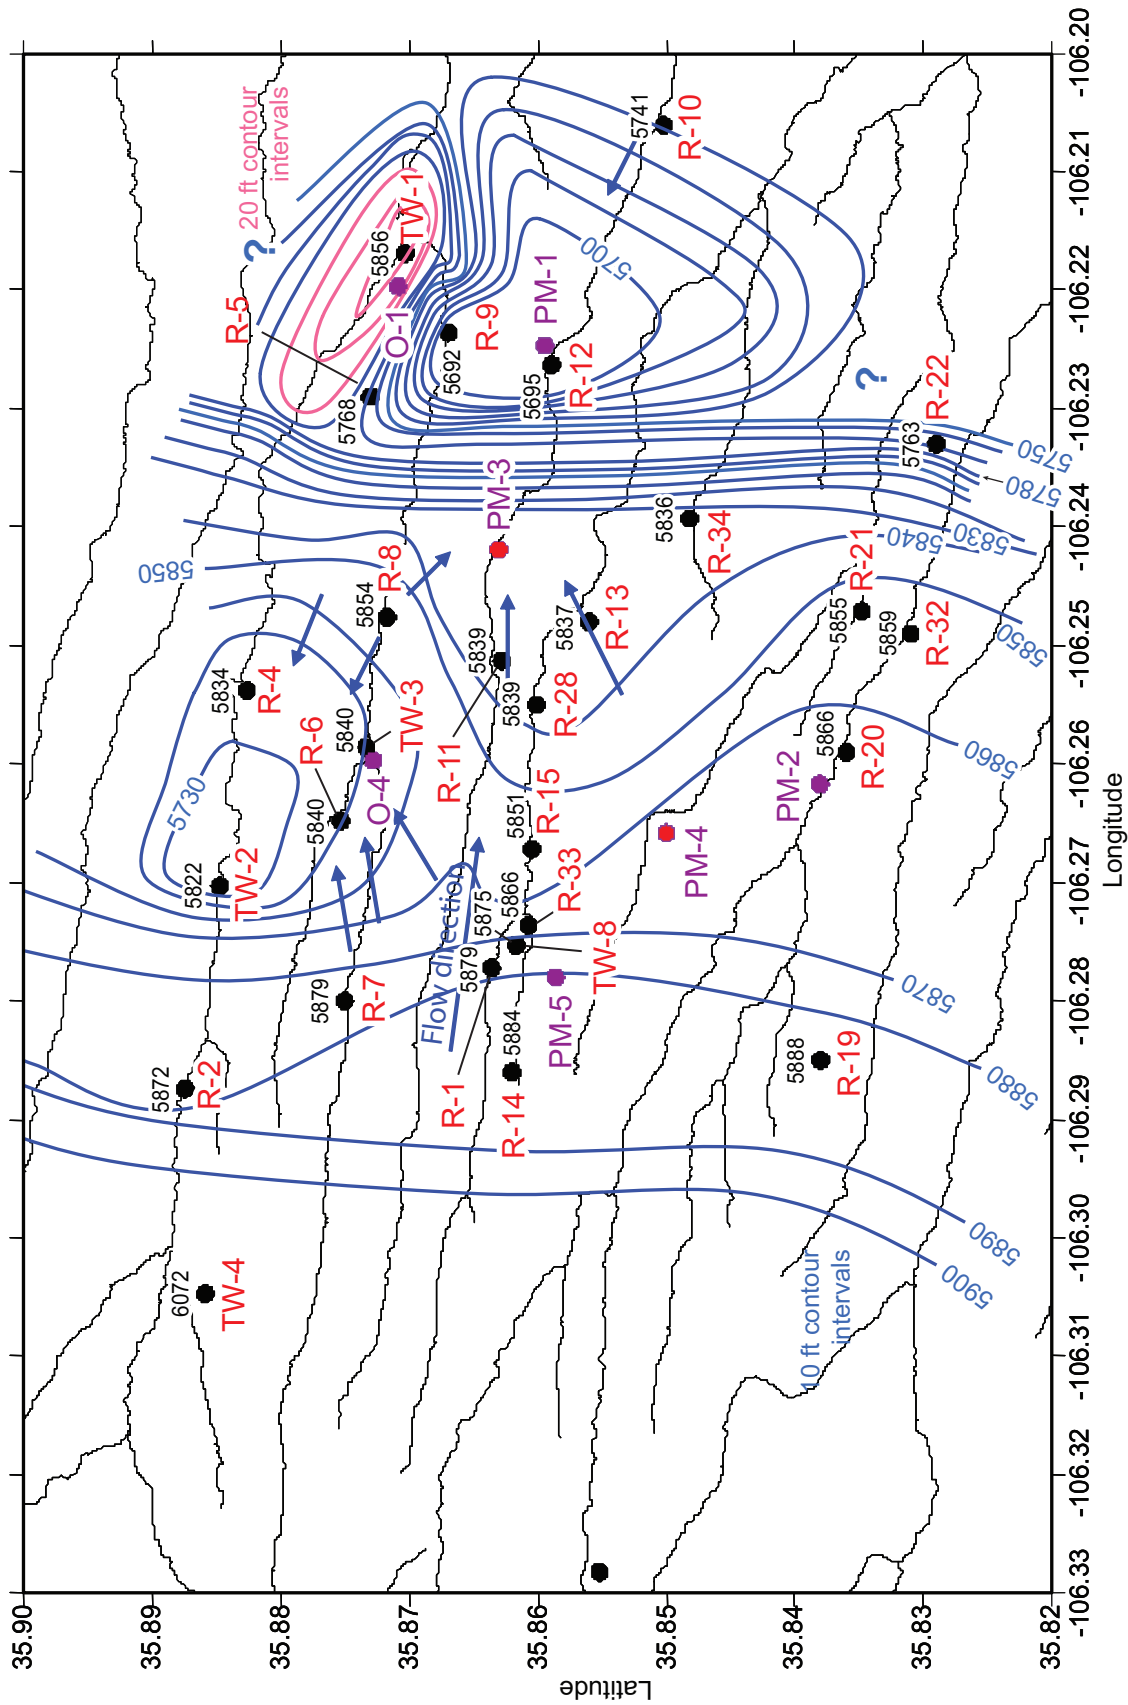 35.90
35.89
35.88
35.87
35.86
35.85
35.84
35.83
35.82
Latitude
-106.33
-106.32
-106.31
-106.30
-106.29
-106.28
-106.27
-106.26
-106.25
-106.24
-106.23
-106.22
-106.21
-106.20
Longitude
20 ft contour
intervals
10 ft contour
intervals
Flow direction
?
?
6072
TW-4
5872
R-2
5822
TW-2
5834
R-4
5730
5850
R-6
5840
5840
TW-3
O-4
5854
R-8
5879
R-7
R-5
5768
5856
TW-1
O-1
5692
R-9
5695
R-12
PM-1
5700
5741
R-10
PM-3
5839
R-11
5839
R-28
5837
R-13
5836
R-34
5851
R-15
5866
R-33
5875
TW-8
5879
R-1
5884
R-14
PM-5
PM-4
PM-2
5866
R-20
5855
R-21
5859
R-32
5763
R-22
5888
R-19
5900
5890
5880
5870
5860
5850
5840
5830
5780
5750